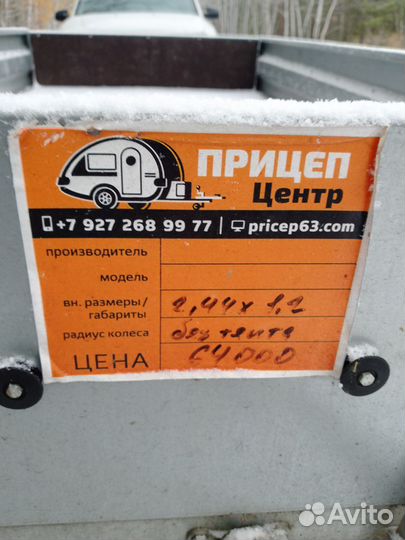 ПРИЦЕП
Центр
+7 927 268 99 77 | pricep63.com
производитель
модель
вн. размеры/ 2,44х1,2
габариты
радиус колеса без тента
ЦЕНА 64000
Avito